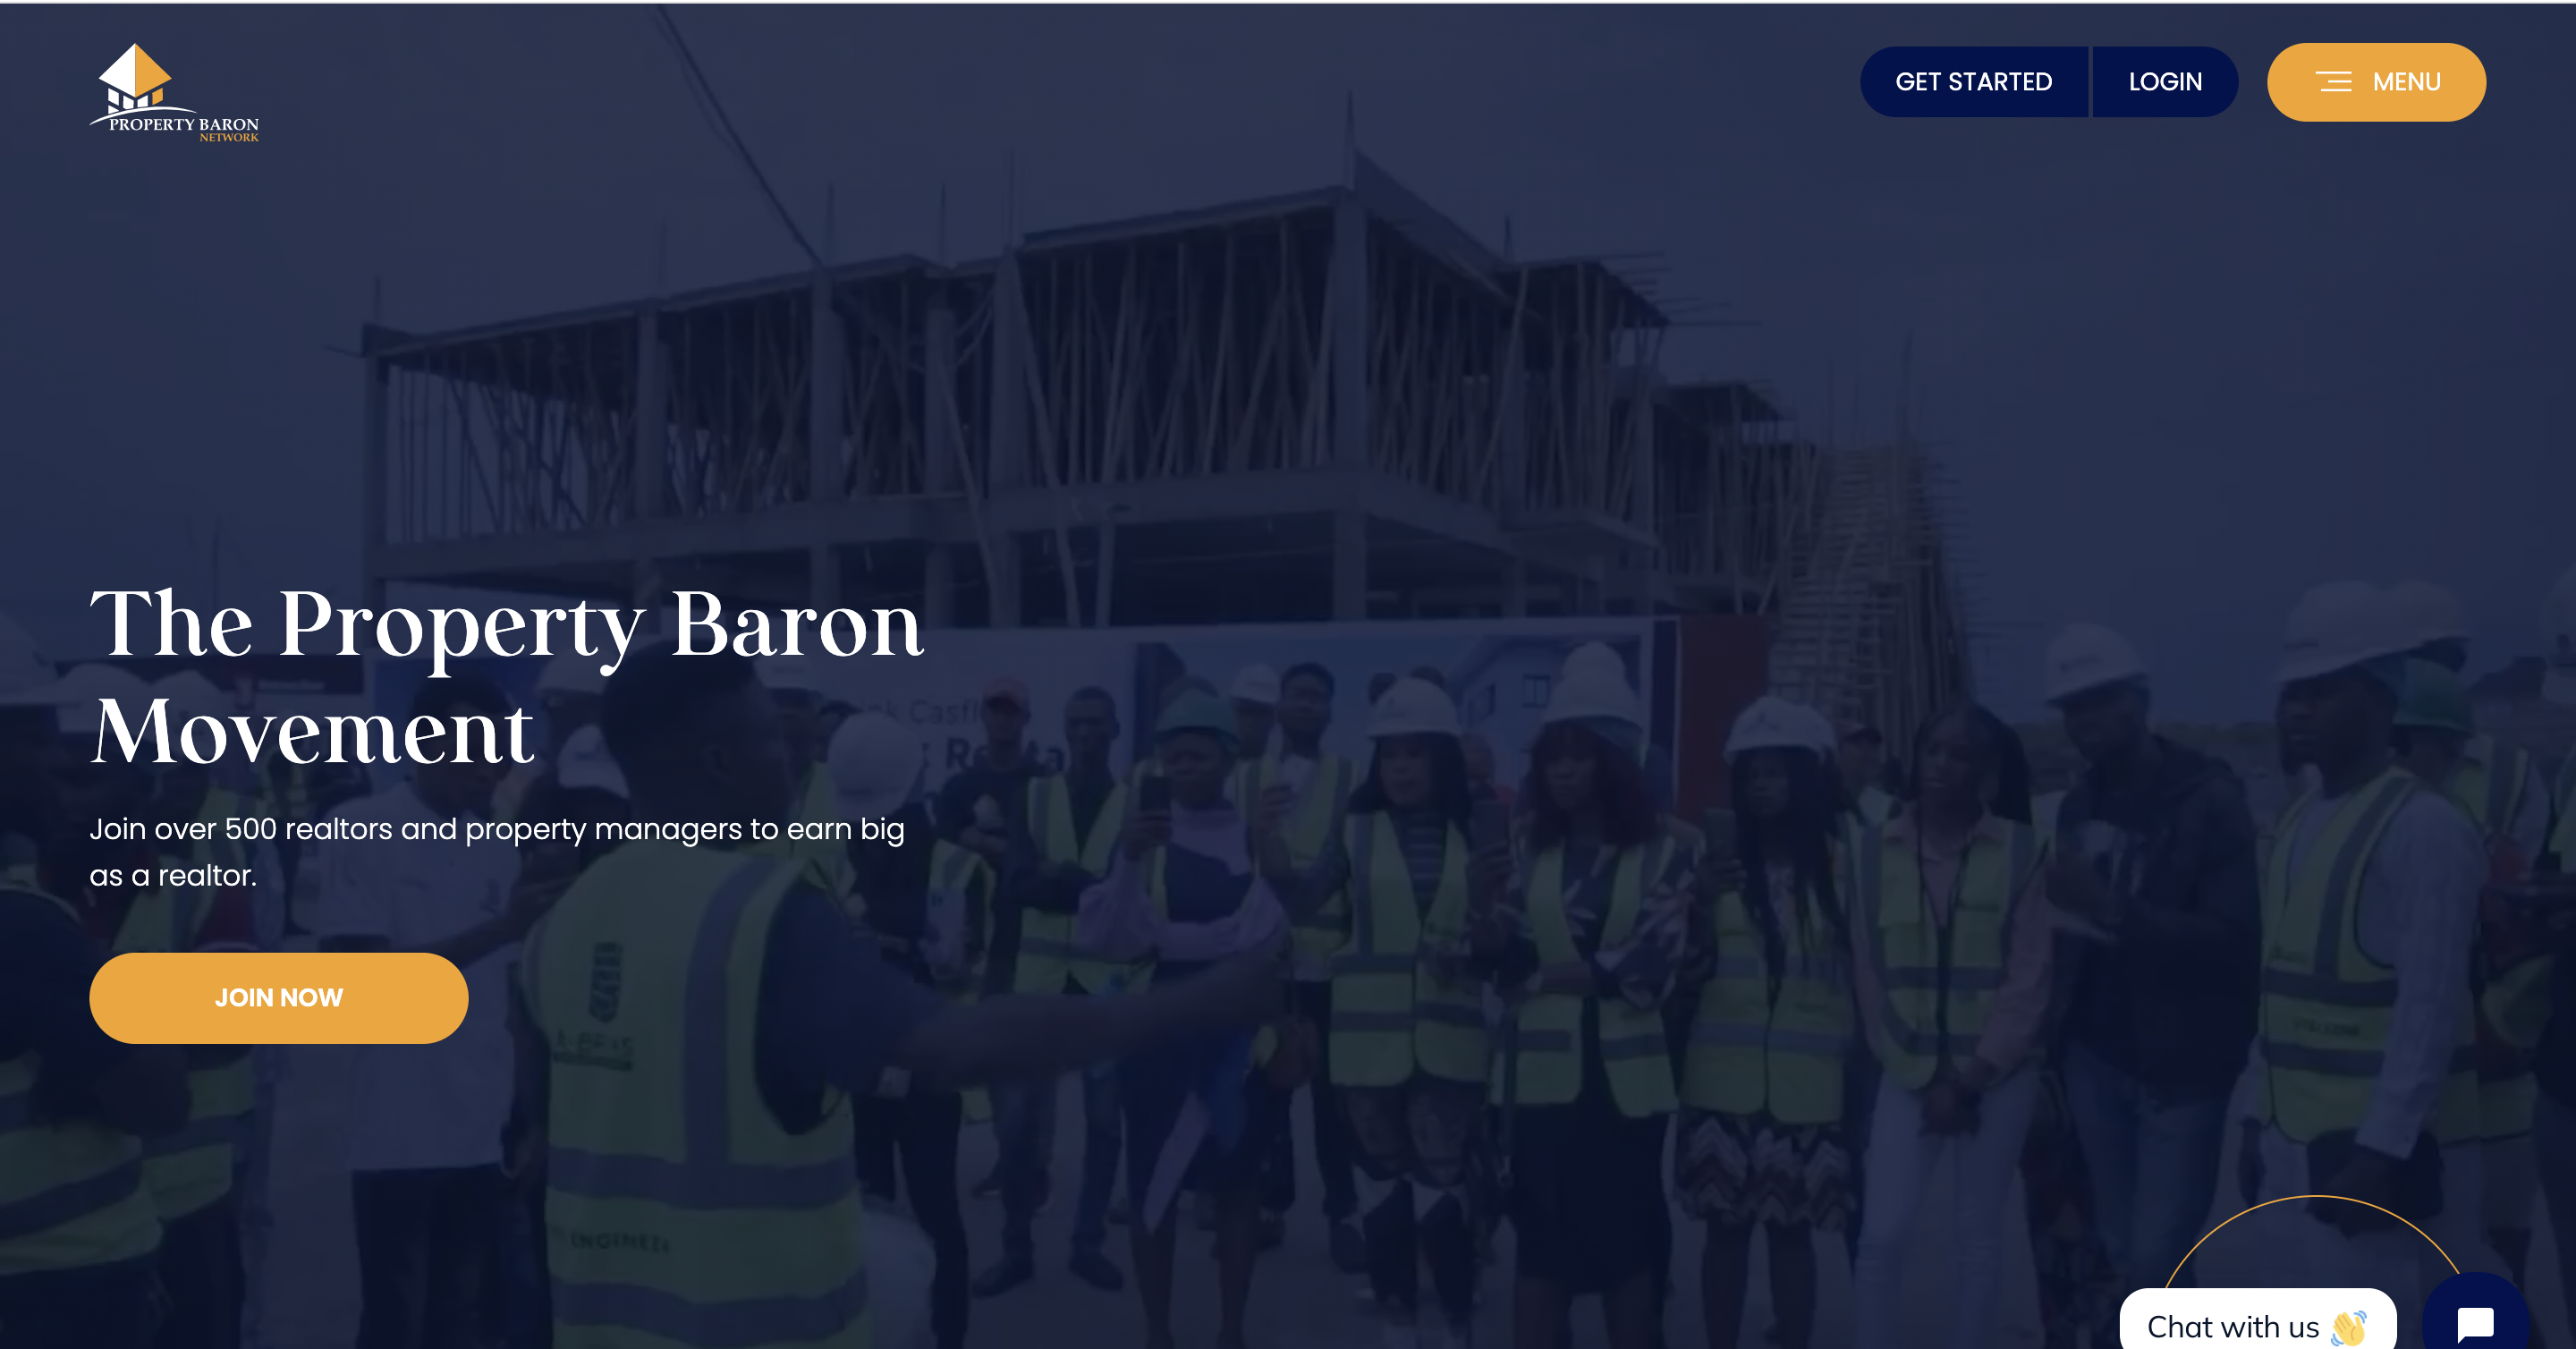 PROPERTY BARON
NETWORK
GET STARTED
LOGIN
MENU
The Property Baron
Movement
Join over 500 realtors and property managers to earn big
as a realtor.
JOIN NOW
ENGINEER
Chat with us 👋